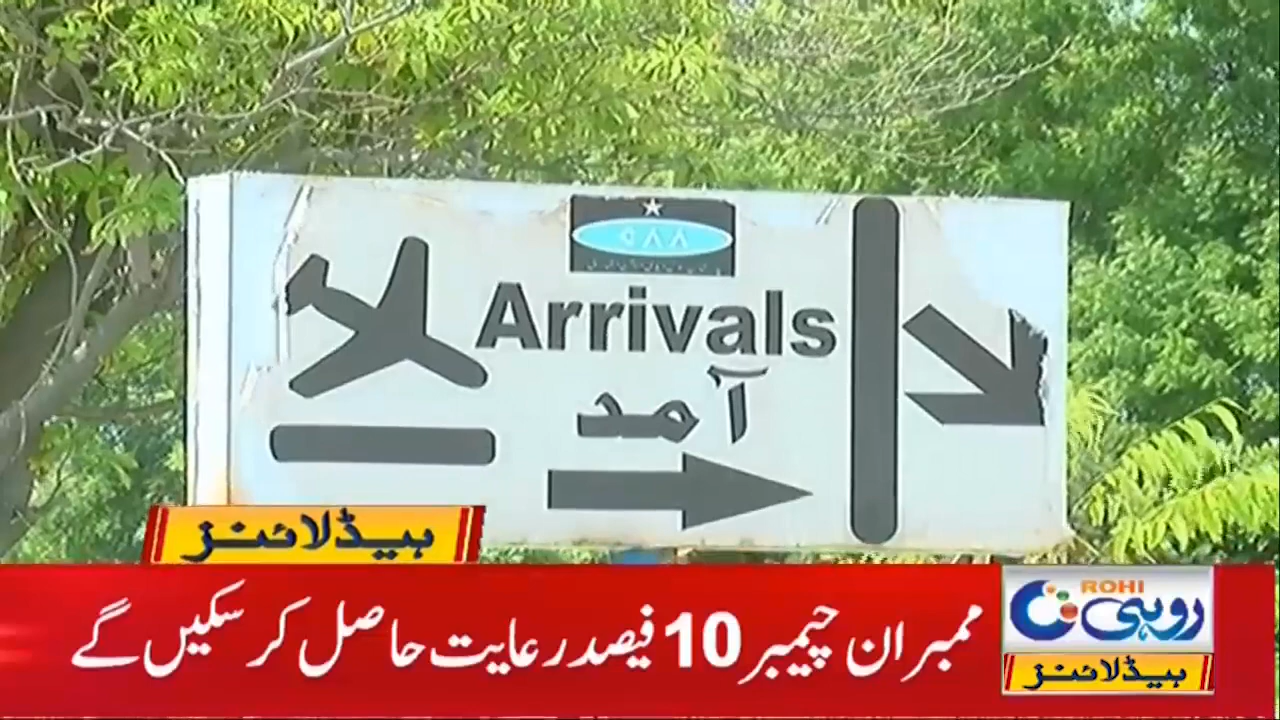 CAA
Arrivals
آمد
ہیڈلائنز
ممبران چیمبر 10 فیصد رعایت حاصل کر سکیں گے
ROHI
روہی
ہیڈلائنز